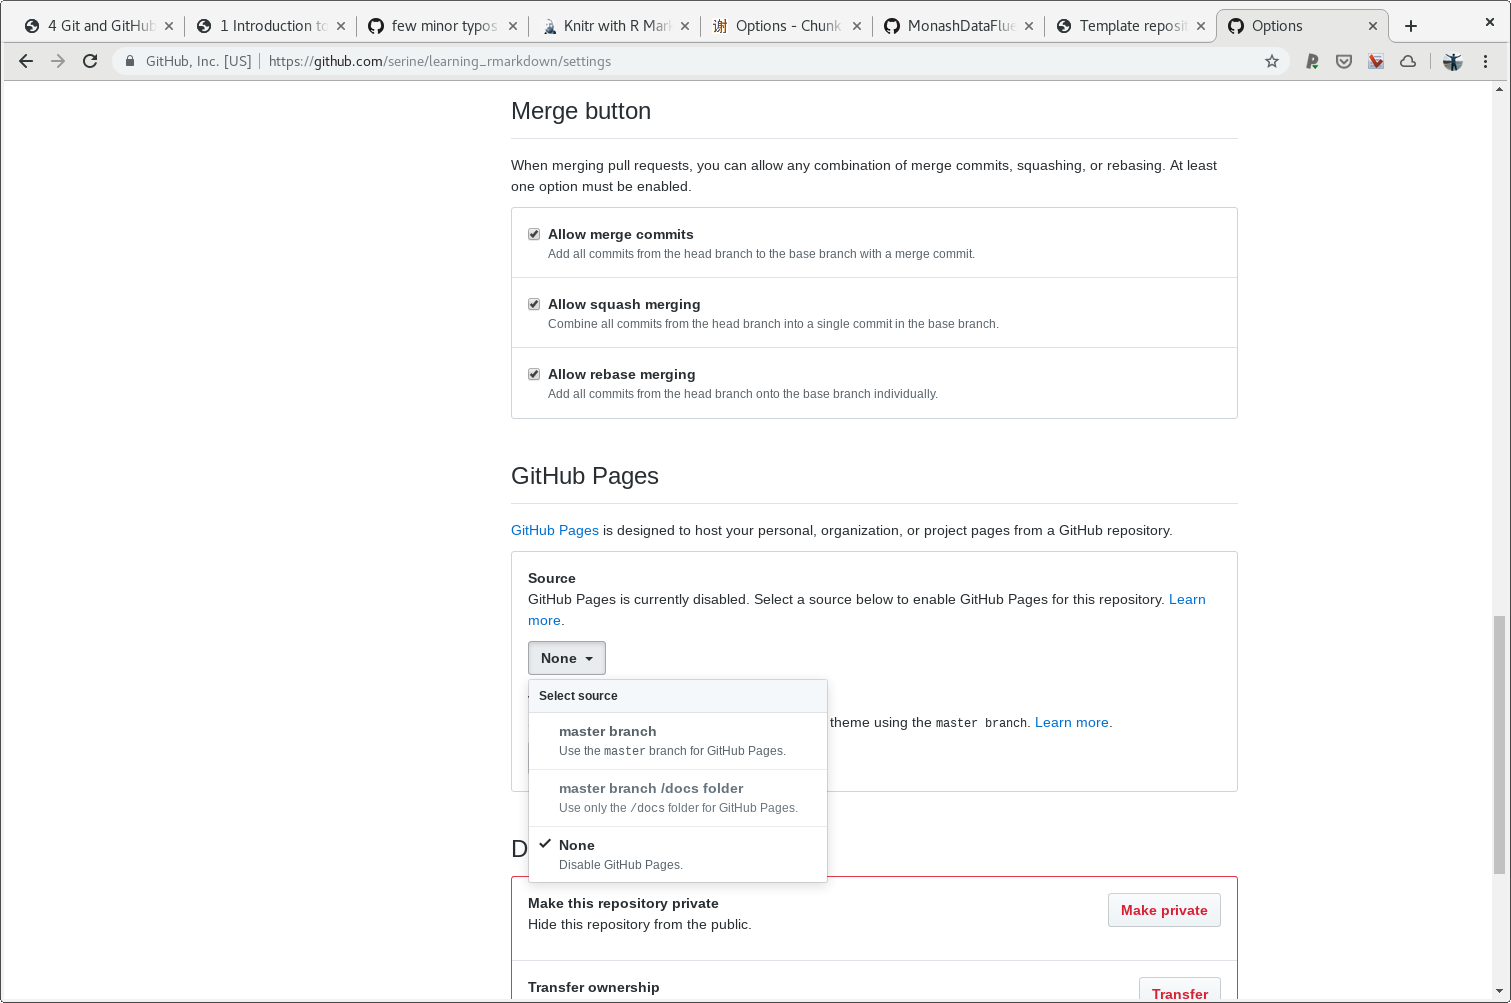 4 Git and GitHub
1 Introduction to
few minor typos
Knitr with R Mar
Options - Chunk
MonashDataFlue
Template reposit
Options
GitHub, Inc. [US]
https://github.com/serine/learning_rmarkdown/settings
Merge button
When merging pull requests, you can allow any combination of merge commits, squashing, or rebasing. At least
one option must be enabled.
Allow merge commits
Add all commits from the head branch to the base branch with a merge commit.
Allow squash merging
Combine all commits from the head branch into a single commit in the base branch.
Allow rebase merging
Add all commits from the head branch onto the base branch individually.
GitHub Pages
GitHub Pages is designed to host your personal, organization, or project pages from a GitHub repository.
Source
GitHub Pages is currently disabled. Select a source below to enable GitHub Pages for this repository. Learn
more.
None
Select source
theme using the master branch. Learn more.
master branch
Use the master branch for GitHub Pages.
master branch /docs folder
Use only the /docs folder for GitHub Pages.
None
Disable GitHub Pages.
D
Make this repository private
Hide this repository from the public.
Make private
Transfer ownership
Transfer